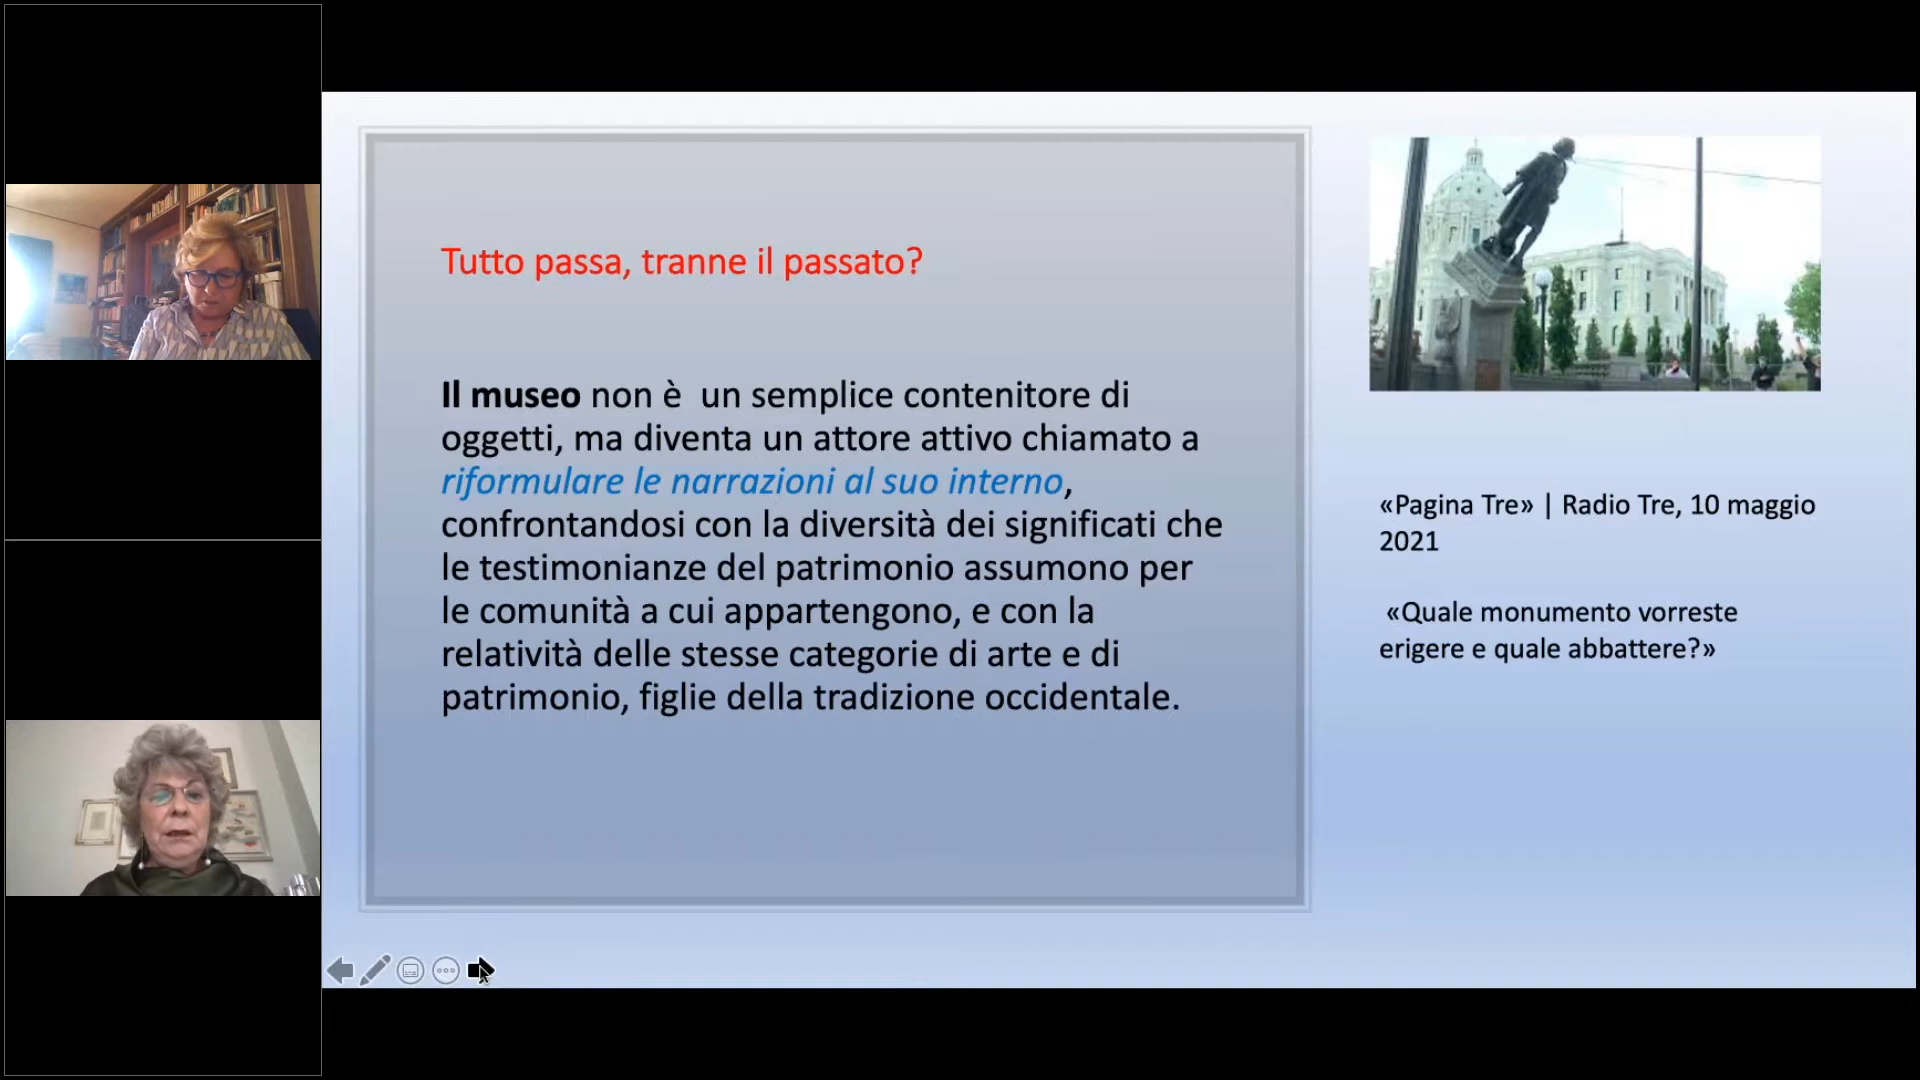 Tutto passa, tranne il passato?
Il museo non è  un semplice contenitore di
oggetti, ma diventa un attore attivo chiamato a
riformulare le narrazioni al suo interno,
confrontandosi con la diversità dei significati che
le testimonianze del patrimonio assumono per
le comunità a cui appartengono, e con la
relatività delle stesse categorie di arte e di
patrimonio, figlie della tradizione occidentale.
«Pagina Tre» | Radio Tre, 10 maggio
2021
«Quale monumento vorreste
erigere e quale abbattere?»